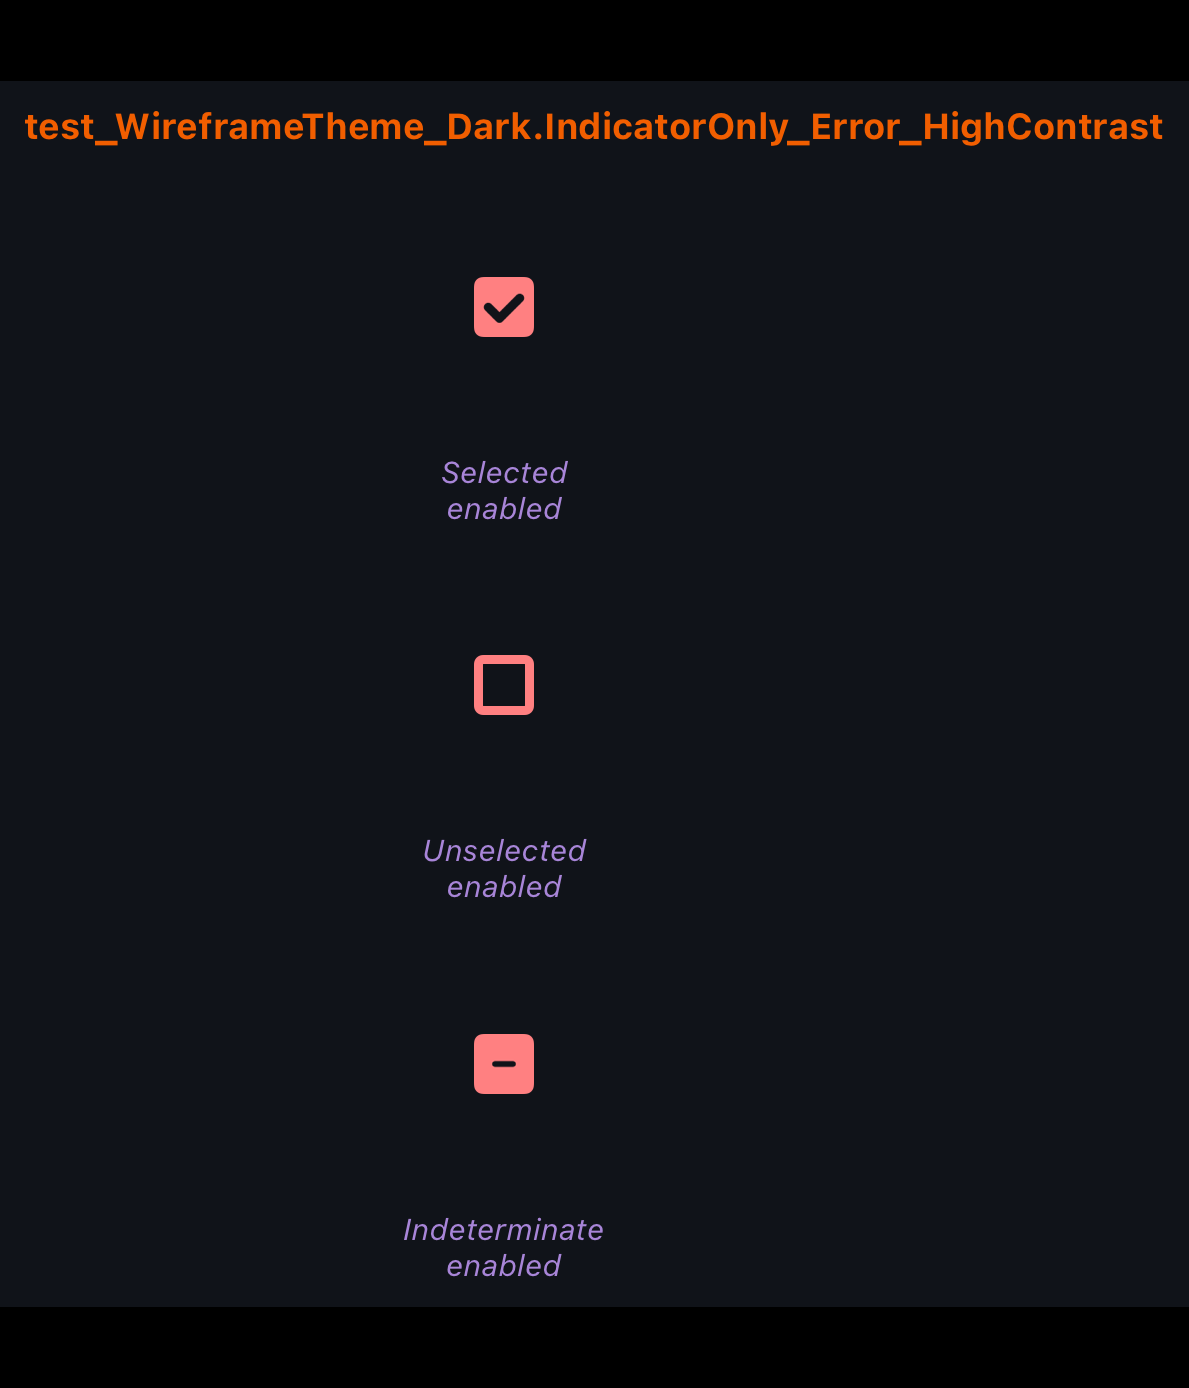 test_WireframeTheme_Dark.IndicatorOnly_Error_HighContrast
Selected
enabled
Unselected
enabled
Indeterminate
enabled